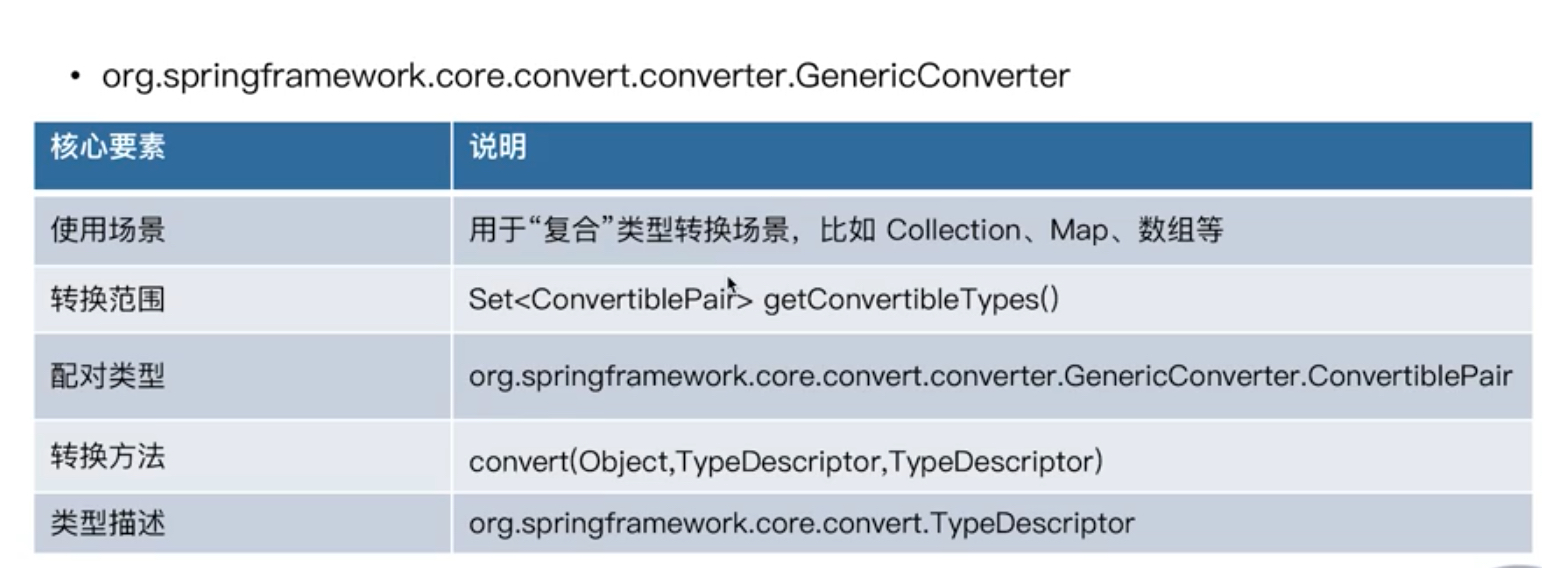 • org.springframework.core.convert.converter.GenericConverter
核心要素 说明
使用场景 用于“复合”类型转换场景，比如 Collection、Map、数组等
转换范围 Set<ConvertiblePair> getConvertibleTypes()
配对类型 org.springframework.core.convert.converter.GenericConverter.ConvertiblePair
转换方法 convert(Object,TypeDescriptor,TypeDescriptor)
类型描述 org.springframework.core.convert.TypeDescriptor